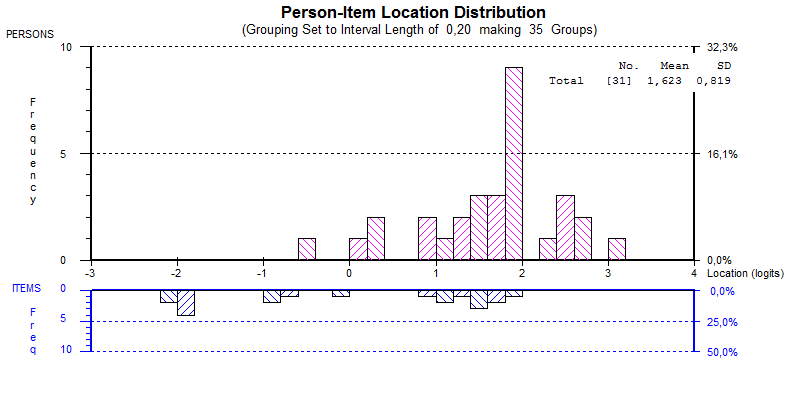 Person-Item Location Distribution
(Grouping Set to Interval Length of 0,20 making 35 Groups)
PERSONS
10 32,3%
No. Mean SD
Total [31] 1,623 0,819
Frequency
5 16,1%
0 0,0%
-3 -2 -1 0 1 2 3 4 Location (logits)
ITEMS 0 0,0%
Freq
5 25,0%
10 50,0%